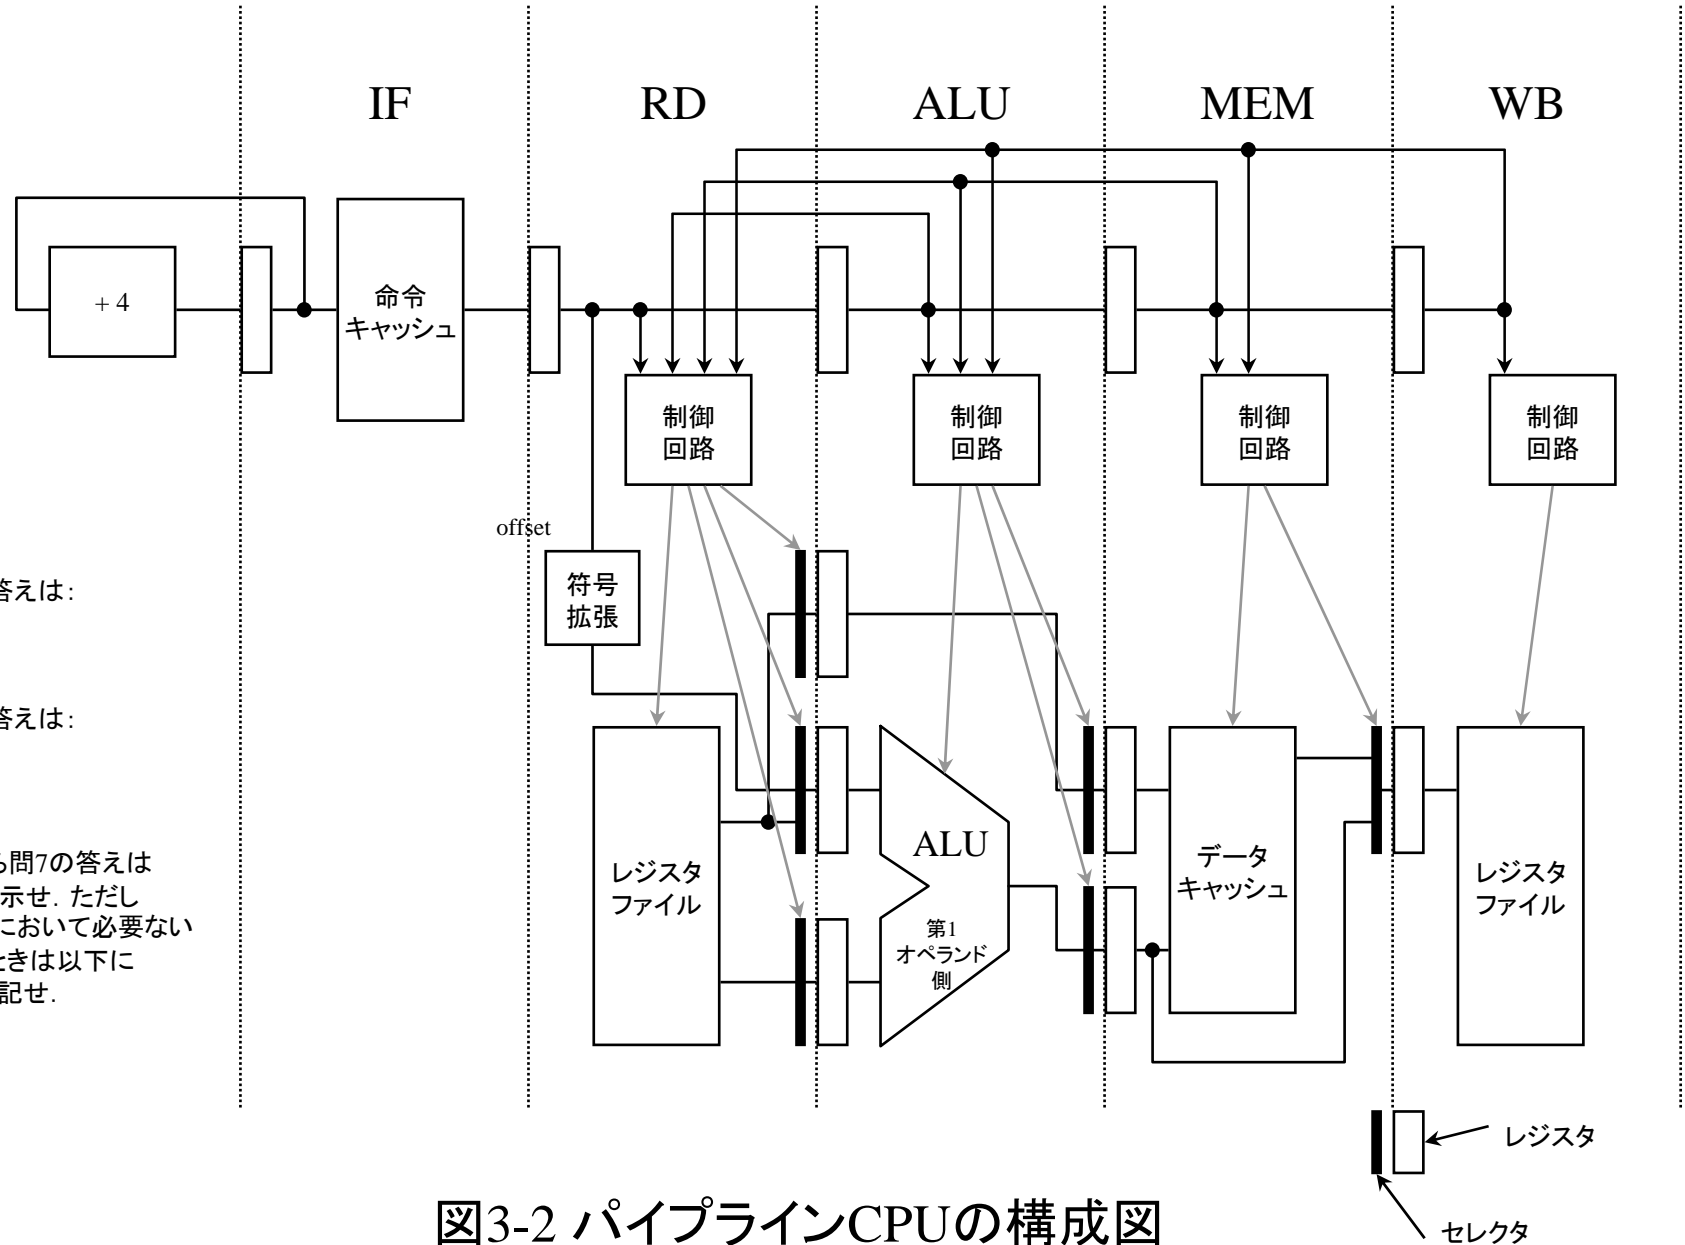 IF
RD
ALU
MEM
WB
+ 4
命令
キャッシュ
制御
回路
制御
回路
制御
回路
制御
回路
offset
符号
拡張
答えは：
答えは：
レジスタ
ファイル
ALU
第1
オペランド
側
データ
キャッシュ
レジスタ
ファイル
問7の答えは
示せ．ただし
において必要ない
ときは以下に
記せ．
レジスタ
セレクタ
図3-2 パイプラインCPUの構成図